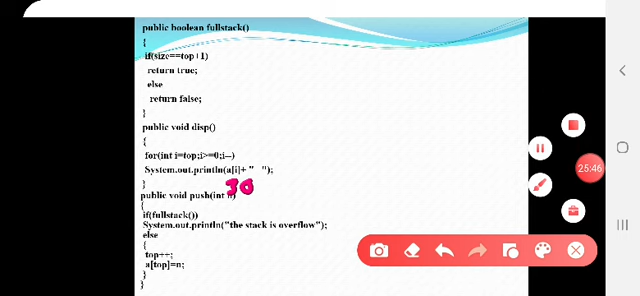 public boolean fullstack()
{
if(size==top+1)
return true;
else
return false;
}
public void disp()
{
for(int i=top;i>=0;i--)
System.out.println(a[i]+ "   ");
}
30
public void push(int n)
{
if(fullstack())
System.out.println("the stack is overflow");
else
{
top++;
a[top]=n;
}
}
25:46